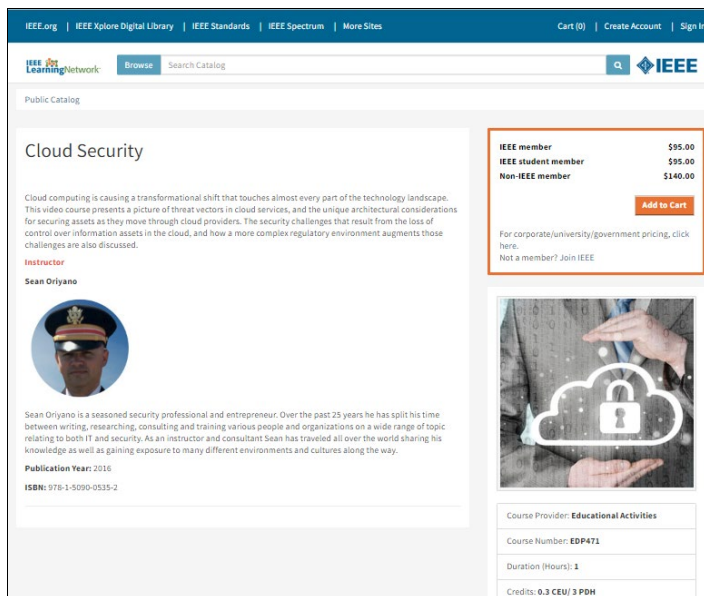 IEEE.org | IEEE Xplore Digital Library | IEEE Standards | IEEE Spectrum | More Sites
Cart (0) | Create Account | Sign In
IEEE
LearningNetwork
Browse
Search Catalog
IEEE
Public Catalog
Cloud Security
Cloud computing is causing a transformational shift that touches almost every part of the technology landscape.
This video course presents a picture of threat vectors in cloud services, and the unique architectural considerations
for securing assets as they move through cloud providers. The security challenges that result from the loss of
control over information assets in the cloud, and how a more complex regulatory environment augments those
challenges are also discussed.
Instructor
Sean Oriyano
Sean Oriyano is a seasoned security professional and entrepreneur. Over the past 25 years he has split his time
between writing, researching, consulting and training various people and organizations on a wide range of topic
relating to both IT and security. As an instructor and consultant Sean has traveled all over the world sharing his
knowledge as well as gaining exposure to many different environments and cultures along the way.
Publication Year: 2016
ISBN: 978-1-5090-0535-2
IEEE member $95.00
IEEE student member $95.00
Non-IEEE member $140.00
Add to Cart
For corporate/university/government pricing, click
here.
Not a member? Join IEEE
Course Provider: Educational Activities
Course Number: EDP471
Duration (Hours): 1
Credits: 0.3 CEU/ 3 PDH